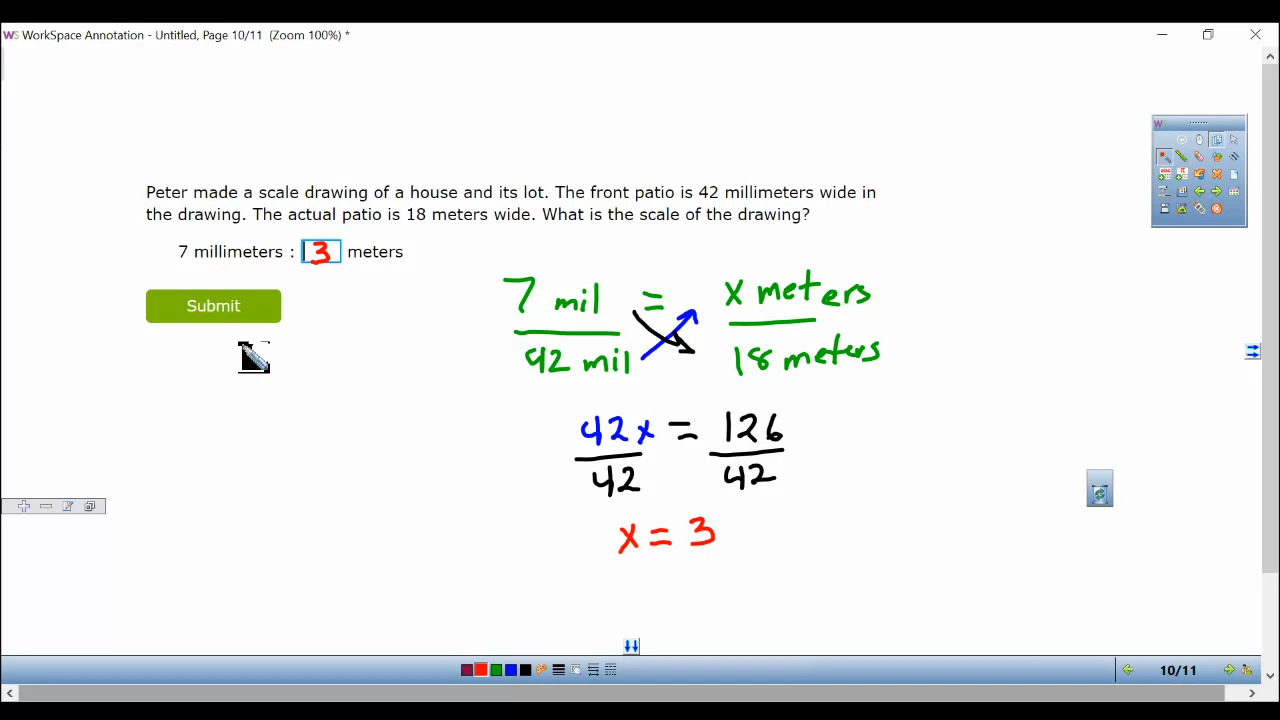 WS WorkSpace Annotation - Untitled, Page 10/11 (Zoom 100%) *
WS
Peter made a scale drawing of a house and its lot. The front patio is 42 millimeters wide in
the drawing. The actual patio is 18 meters wide. What is the scale of the drawing?
7 millimeters : 3 meters
Submit
7 mil = x meters
42 mil 18 meters
42x = 126
42 42
x = 3
10/11